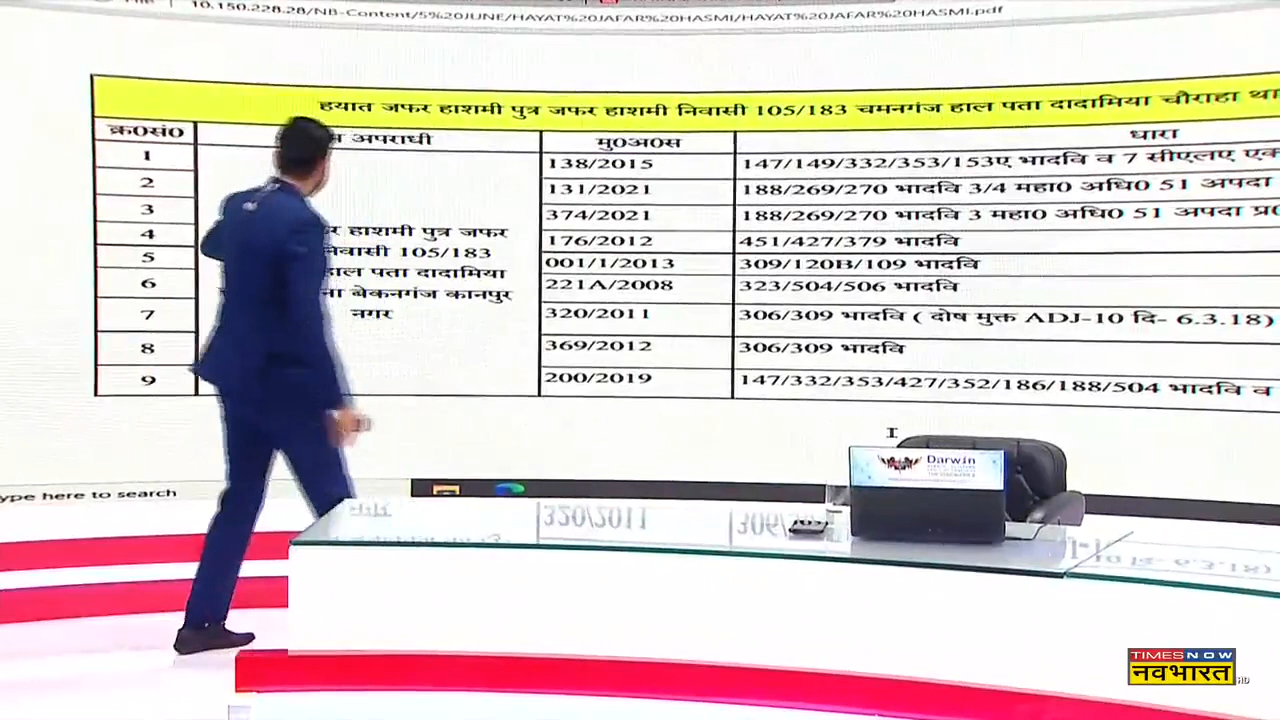 10.150.228.28/NB-Content/5%20JUNE/HAYAT%20JAFAR%20HASMI/HAYAT%20JAFAR%20HASMI.pdf
हयात जफर हाशमी पुत्र जफर हाशमी निवासी 105/183 चमनगंज हाल पता दादामिया चौराहा
क्र0सं0 अपराधी मु0अ0स धारा
1 138/2015 147/149/332/353/153ए भादवि व 7 सीएलए
2 131/2021 188/269/270 भादवि 3/4 महा0 अधि0 51 अपदा
3 374/2021 188/269/270 भादवि 3 महा0 अधि0 51 अपदा
4 176/2012 451/427/379 भादवि
5 001/1/2013 309/120B/109 भादवि
6 221A/2008 323/504/506 भादवि
7 320/2011 306/309 भादवि ( दोष मुक्त ADJ-10 दि- 6.3.18)
8 369/2012 306/309 भादवि
9 200/2019 147/332/353/427/352/186/188/504 भादवि व
हाशमी पुत्र जफर
105/183
हाल पता दादामिया
बेकनगंज कानपुर
नगर
ype here to search
Darwin
TIMES NOW
नवभारत
HD